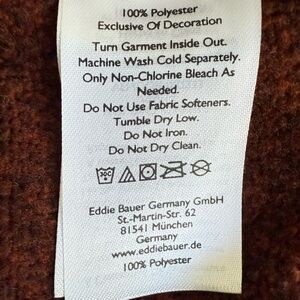 100% Polyester
Exclusive Of Decoration
Turn Garment Inside Out.
Machine Wash Cold Separately.
Only Non-Chlorine Bleach As
Needed.
Do Not Use Fabric Softeners.
Tumble Dry Low.
Do Not Iron.
Do Not Dry Clean.
30C
Eddie Bauer Germany GmbH
St.-Martin-Str. 62
81541 München
Germany
www.eddiebauer.de
100% Polyester